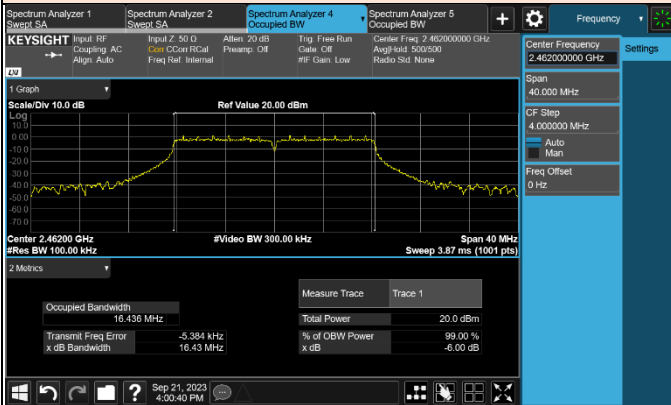 Spectrum Analyzer 1
Swept SA
Spectrum Analyzer 2
Swept SA
Spectrum Analyzer 4
Occupied BW
Spectrum Analyzer 5
Occupied BW
+
Frequency
KEYSIGHT
Input: RF
Coupling: AC
Align: Auto
Input Z: 50 Ω
Corr CCorr RCal
Freq Ref: Internal
Atten: 20 dB
Preamp: Off
Trig: Free Run
Gate: Off
#IF Gain: Low
Center Freq: 2.462000000 GHz
Avg|Hold: 500/500
Radio Std: None
LXI
Center Frequency
2.462000000 GHz
Settings
Span
40.000 MHz
CF Step
4.000000 MHz
Auto
Man
Freq Offset
0 Hz
1 Graph
Scale/Div 10.0 dB
Ref Value 20.00 dBm
Log
10.0
0.00
-10.0
-20.0
-30.0
-40.0
-50.0
-60.0
-70.0
Center 2.46200 GHz
#Video BW 300.00 kHz
Span 40 MHz
#Res BW 100.00 kHz
Sweep 3.87 ms (1001 pts)
2 Metrics
Measure Trace
Trace 1
Occupied Bandwidth
16.436 MHz
Total Power
20.0 dBm
Transmit Freq Error
-5.384 kHz
% of OBW Power
99.00 %
x dB Bandwidth
16.43 MHz
x dB
-6.00 dB
?
Sep 21, 2023
4:00:40 PM